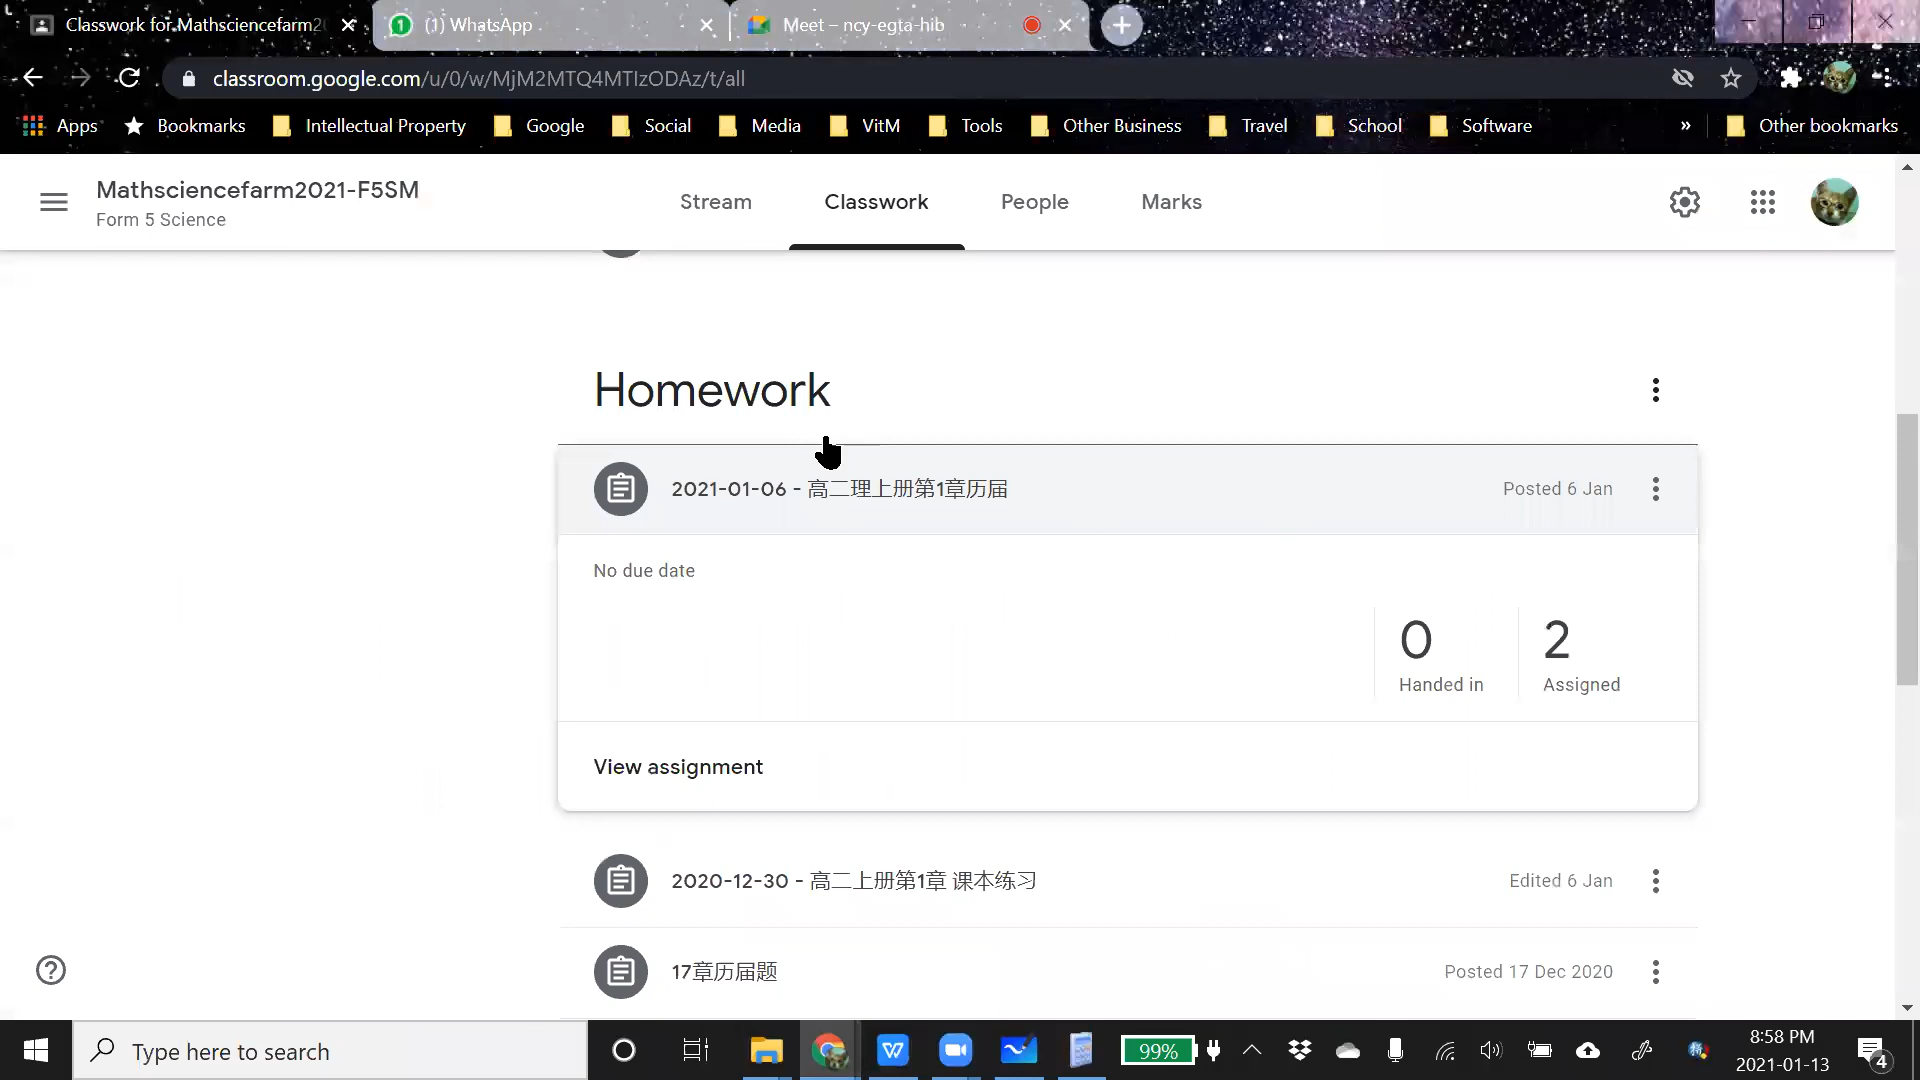 Classwork for Mathsciencefarm2
(1) WhatsApp
Meet – ncy-egta-hib
classroom.google.com/u/0/w/MjM2MTQ4MTIzODAz/t/all
Apps
Bookmarks
Intellectual Property
Google
Social
Media
VitM
Tools
Other Business
Travel
School
Software
»
Other bookmarks
Mathsciencefarm2021-F5SM
Form 5 Science
Stream
Classwork
People
Marks
Homework
2021-01-06 - 高二理上册第1章历届
Posted 6 Jan
No due date
0
Handed in
2
Assigned
View assignment
2020-12-30 - 高二上册第1章 课本练习
Edited 6 Jan
17章历届题
Posted 17 Dec 2020
Type here to search
99%
8:58 PM
2021-01-13
4